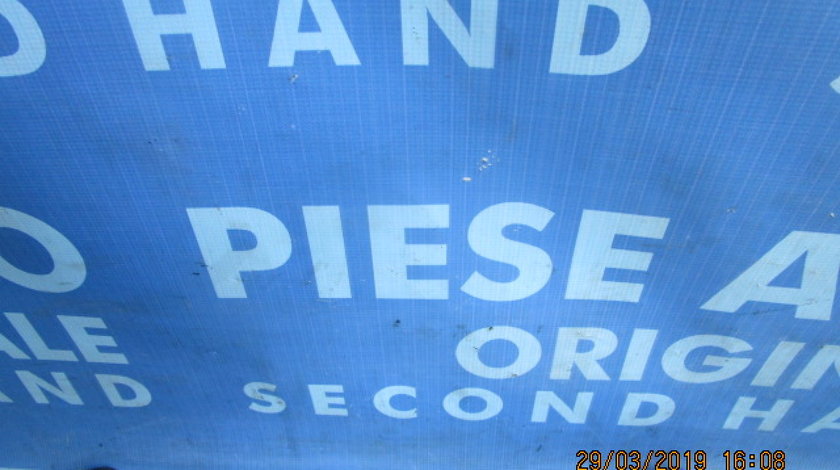 D HAND
O PIESE A
ALE ORIGIN
AND SECOND HA
29/03/2019 16:08